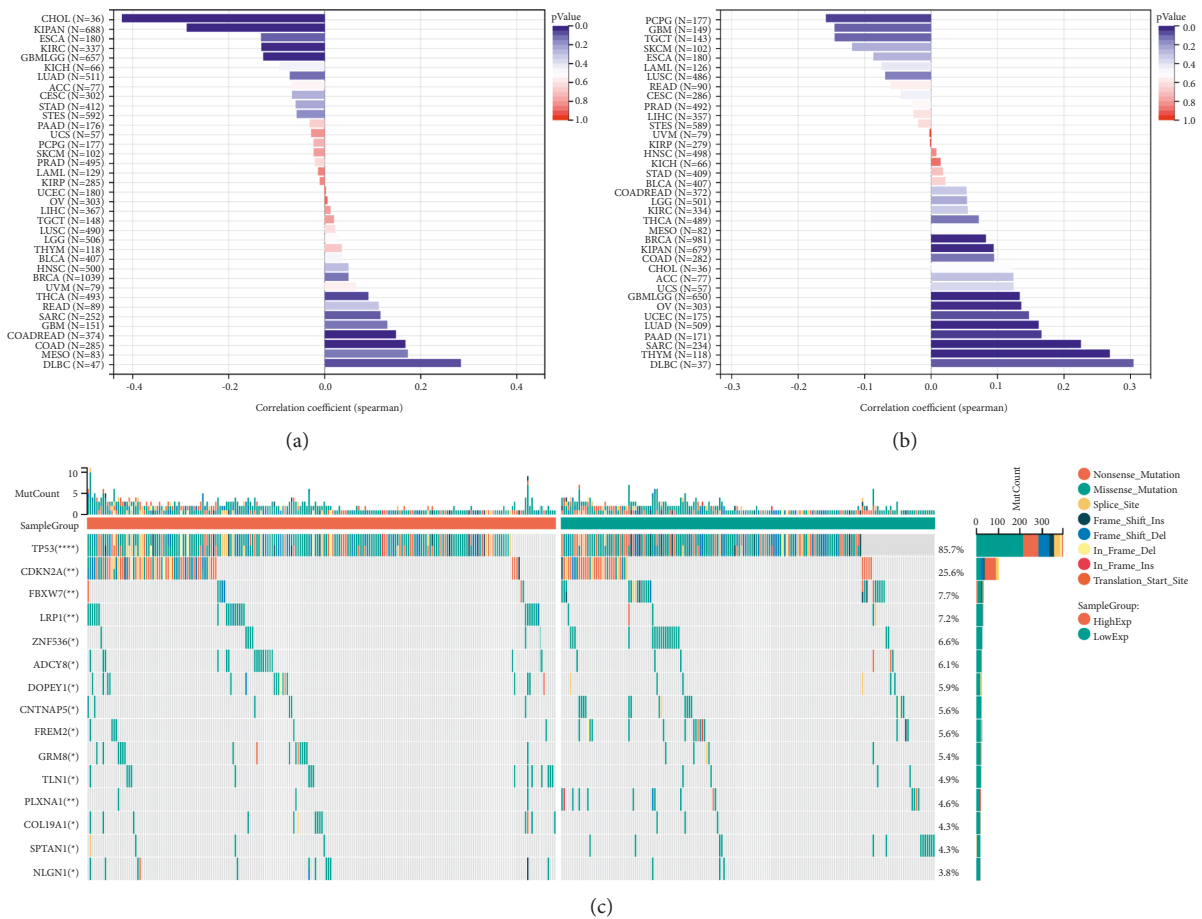 CHOL (N=36)
KIPAN (N=688)
ESCA (N=180)
KIRC (N=337)
GBMLGG (N=657)
KICH (N=66)
LUAD (N=511)
ACC (N=77)
CESC (N=302)
STAD (N=412)
STES (N=592)
PAAD (N=176)
UCS (N=57)
PCPG (N=177)
SKCM (N=102)
PRAD (N=495)
LAML (N=129)
KIRP (N=285)
UCEC (N=180)
OV (N=303)
LIHC (N=367)
TGCT (N=148)
LUSC (N=490)
LGG (N=506)
THYM (N=118)
BLCA (N=407)
HNSC (N=500)
BRCA (N=1039)
UVM (N=79)
THCA (N=493)
READ (N=89)
SARC (N=252)
GBM (N=151)
COADREAD (N=374)
COAD (N=285)
MESO (N=83)
DLBC (N=47)
-0.4 -0.2 0.0 0.2 0.4
Correlation coefficient (spearman)
pValue
0.0
0.2
0.4
0.6
0.8
1.0
(a)
PCPG (N=177)
GBM (N=149)
TGCT (N=143)
SKCM (N=102)
ESCA (N=180)
LAML (N=126)
LUSC (N=486)
READ (N=90)
CESC (N=286)
PRAD (N=492)
LIHC (N=357)
STES (N=589)
UVM (N=79)
KIRP (N=279)
HNSC (N=498)
KICH (N=66)
STAD (N=409)
BLCA (N=407)
COADREAD (N=372)
LGG (N=501)
KIRC (N=334)
THCA (N=489)
MESO (N=82)
BRCA (N=981)
KIPAN (N=679)
COAD (N=282)
CHOL (N=36)
ACC (N=77)
UCS (N=57)
GBMLGG (N=650)
OV (N=303)
UCEC (N=175)
LUAD (N=509)
PAAD (N=171)
SARC (N=234)
THYM (N=118)
DLBC (N=37)
-0.3 -0.2 -0.1 0.0 0.1 0.2 0.3
Correlation coefficient (spearman)
pValue
0.0
0.2
0.4
0.6
0.8
1.0
(b)
10
5
0
MutCount
SampleGroup
TP53(****) 85.7%
CDKN2A(**) 25.6%
FBXW7(**) 7.7%
LRP1(**) 7.2%
ZNF536(*) 6.6%
ADCY8(*) 6.1%
DOPEY1(*) 5.9%
CNTNAP5(*) 5.6%
FREM2(*) 5.6%
GRM8(*) 5.4%
TLN1(*) 4.9%
PLXNA1(**) 4.6%
COL19A1(*) 4.3%
SPTAN1(*) 4.3%
NLGN1(*) 3.8%
MutCount
0 100 200 300
Nonsense_Mutation
Missense_Mutation
Splice_Site
Frame_Shift_Ins
Frame_Shift_Del
In_Frame_Del
In_Frame_Ins
Translation_Start_Site
SampleGroup:
HighExp
LowExp
(c)